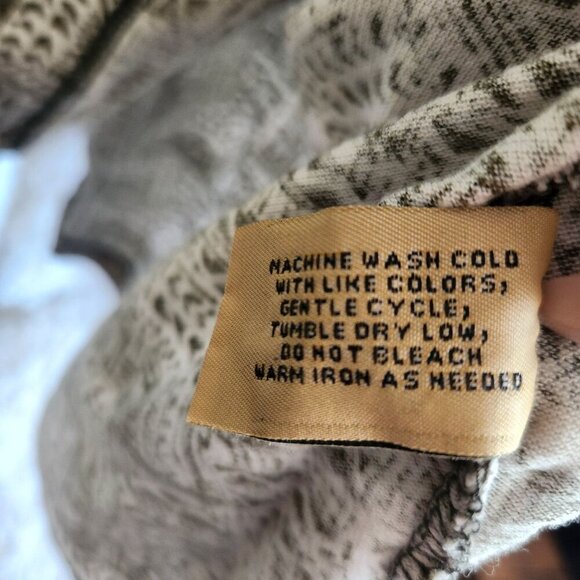 MACHINE WASH COLD
WITH LIKE COLORS,
GENTLE CYCLE,
TUMBLE DRY LOW,
DO NOT BLEACH
WARM IRON AS NEEDED